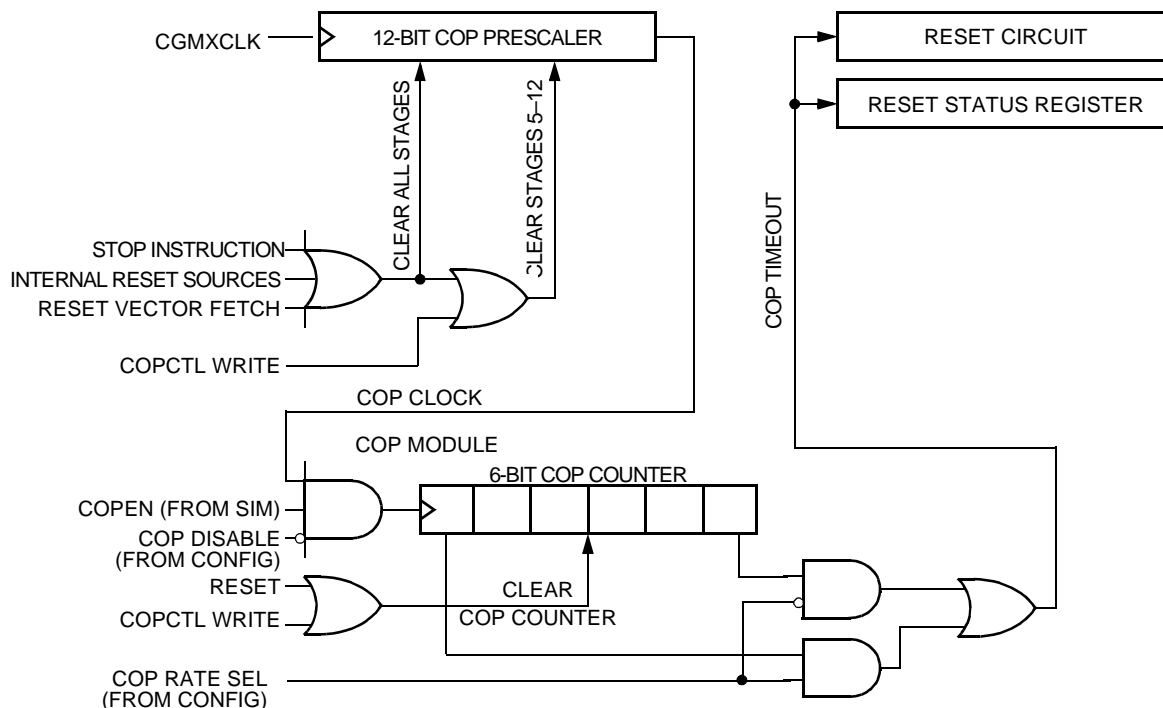 CGMXCLK
12-BIT COP PRESCALER
RESET CIRCUIT
RESET STATUS REGISTER
CLEAR ALL STAGES
CLEAR STAGES 5–12
COP TIMEOUT
STOP INSTRUCTION
INTERNAL RESET SOURCES
RESET VECTOR FETCH
COPCTL WRITE
COP CLOCK
COP MODULE
6-BIT COP COUNTER
COPEN (FROM SIM)
COP DISABLE
(FROM CONFIG)
RESET
COPCTL WRITE
CLEAR
COP COUNTER
COP RATE SEL
(FROM CONFIG)